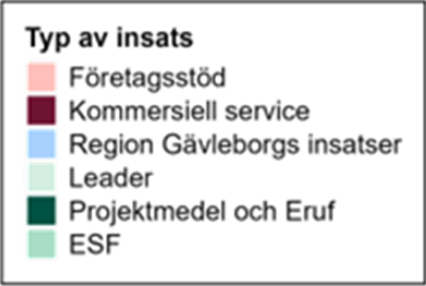 Typ av insats
Företagsstöd
Kommersiell service
Region Gävleborgs insatser
Leader
Projektmedel och Eruf
ESF